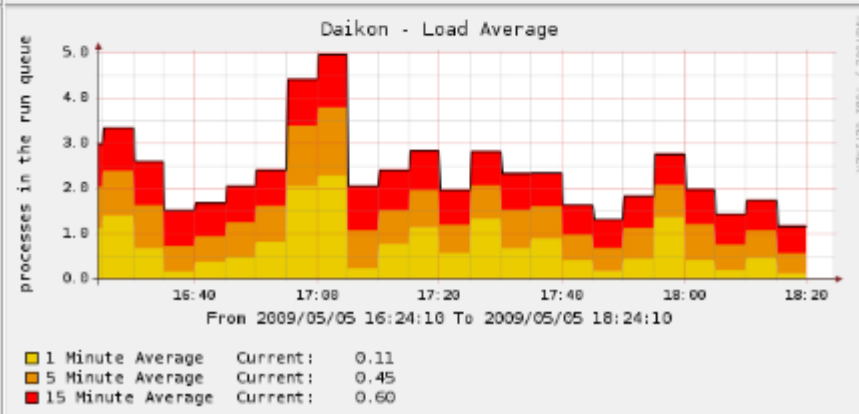 Daikon - Load Average
processes in the run queue
5.0
4.0
3.0
2.0
1.0
0.0
16:40 17:00 17:20 17:40 18:00 18:20
From 2009/05/05 16:24:10 To 2009/05/05 18:24:10
1 Minute Average Current: 0.11
5 Minute Average Current: 0.45
15 Minute Average Current: 0.60